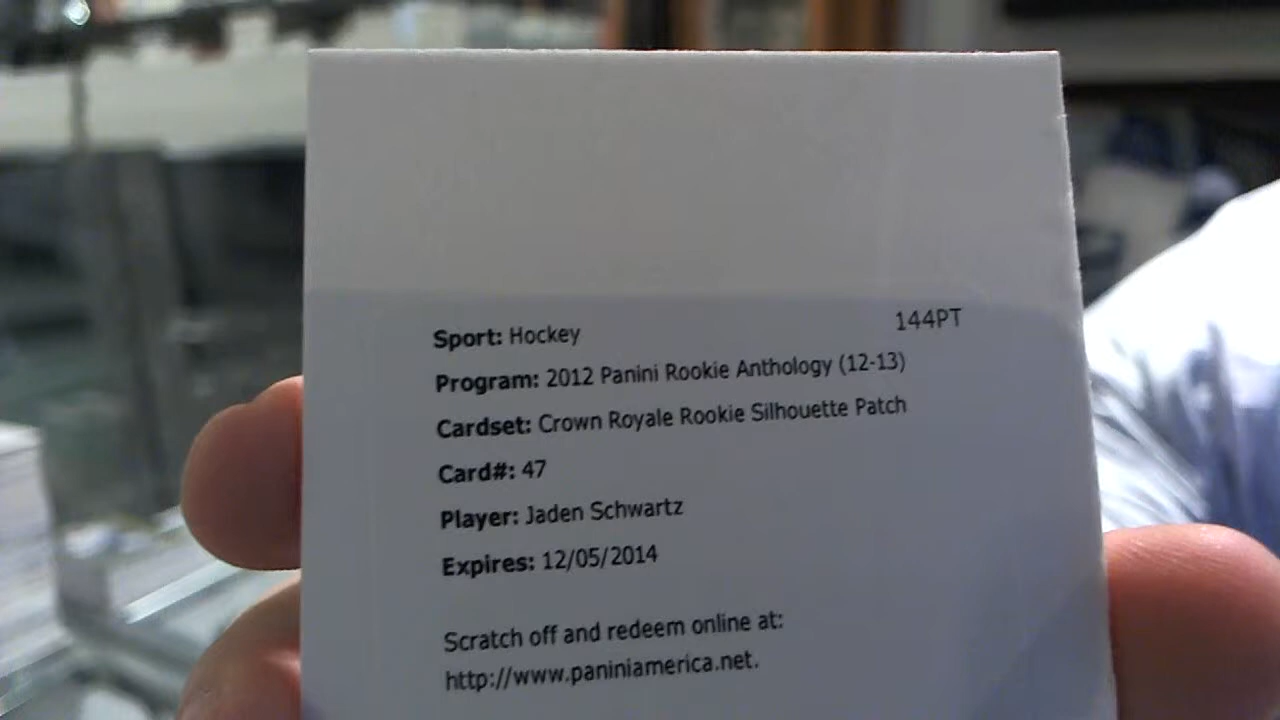 Sport: Hockey 144PT
Program: 2012 Panini Rookie Anthology (12-13)
Cardset: Crown Royale Rookie Silhouette Patch
Card#: 47
Player: Jaden Schwartz
Expires: 12/05/2014
Scratch off and redeem online at:
http://www.paniniamerica.net.